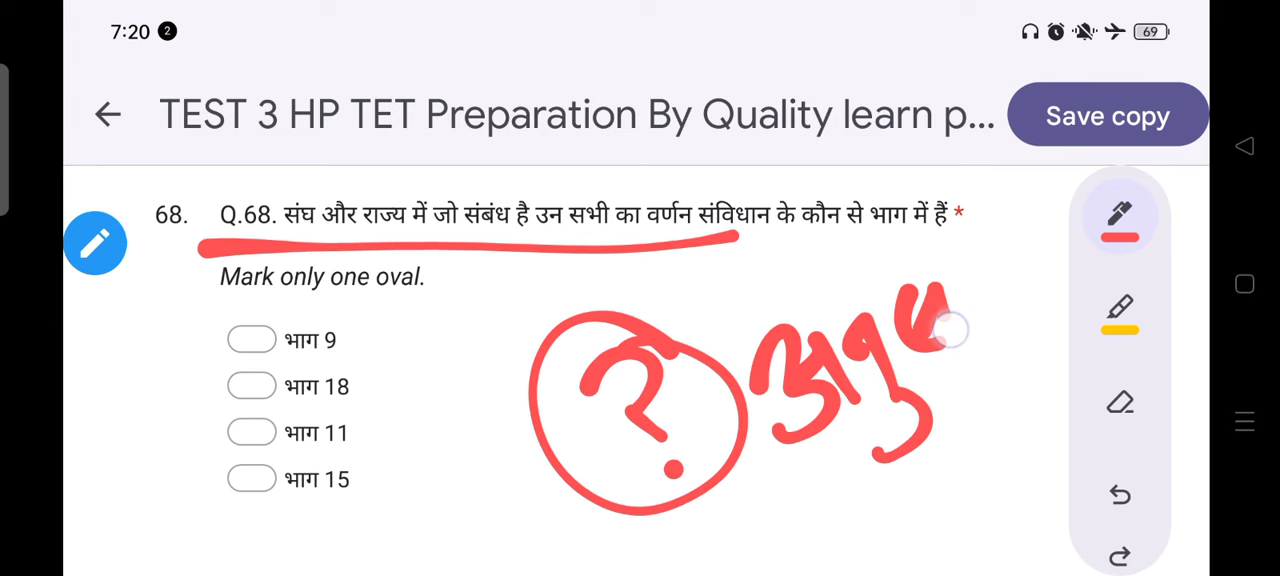 7:20 2
69
TEST 3 HP TET Preparation By Quality learn p...
Save copy
68. Q.68. संघ और राज्य में जो संबंध है उन सभी का वर्णन संविधान के कौन से भाग में हैं *
Mark only one oval.
भाग 9
भाग 18
भाग 11
भाग 15
?